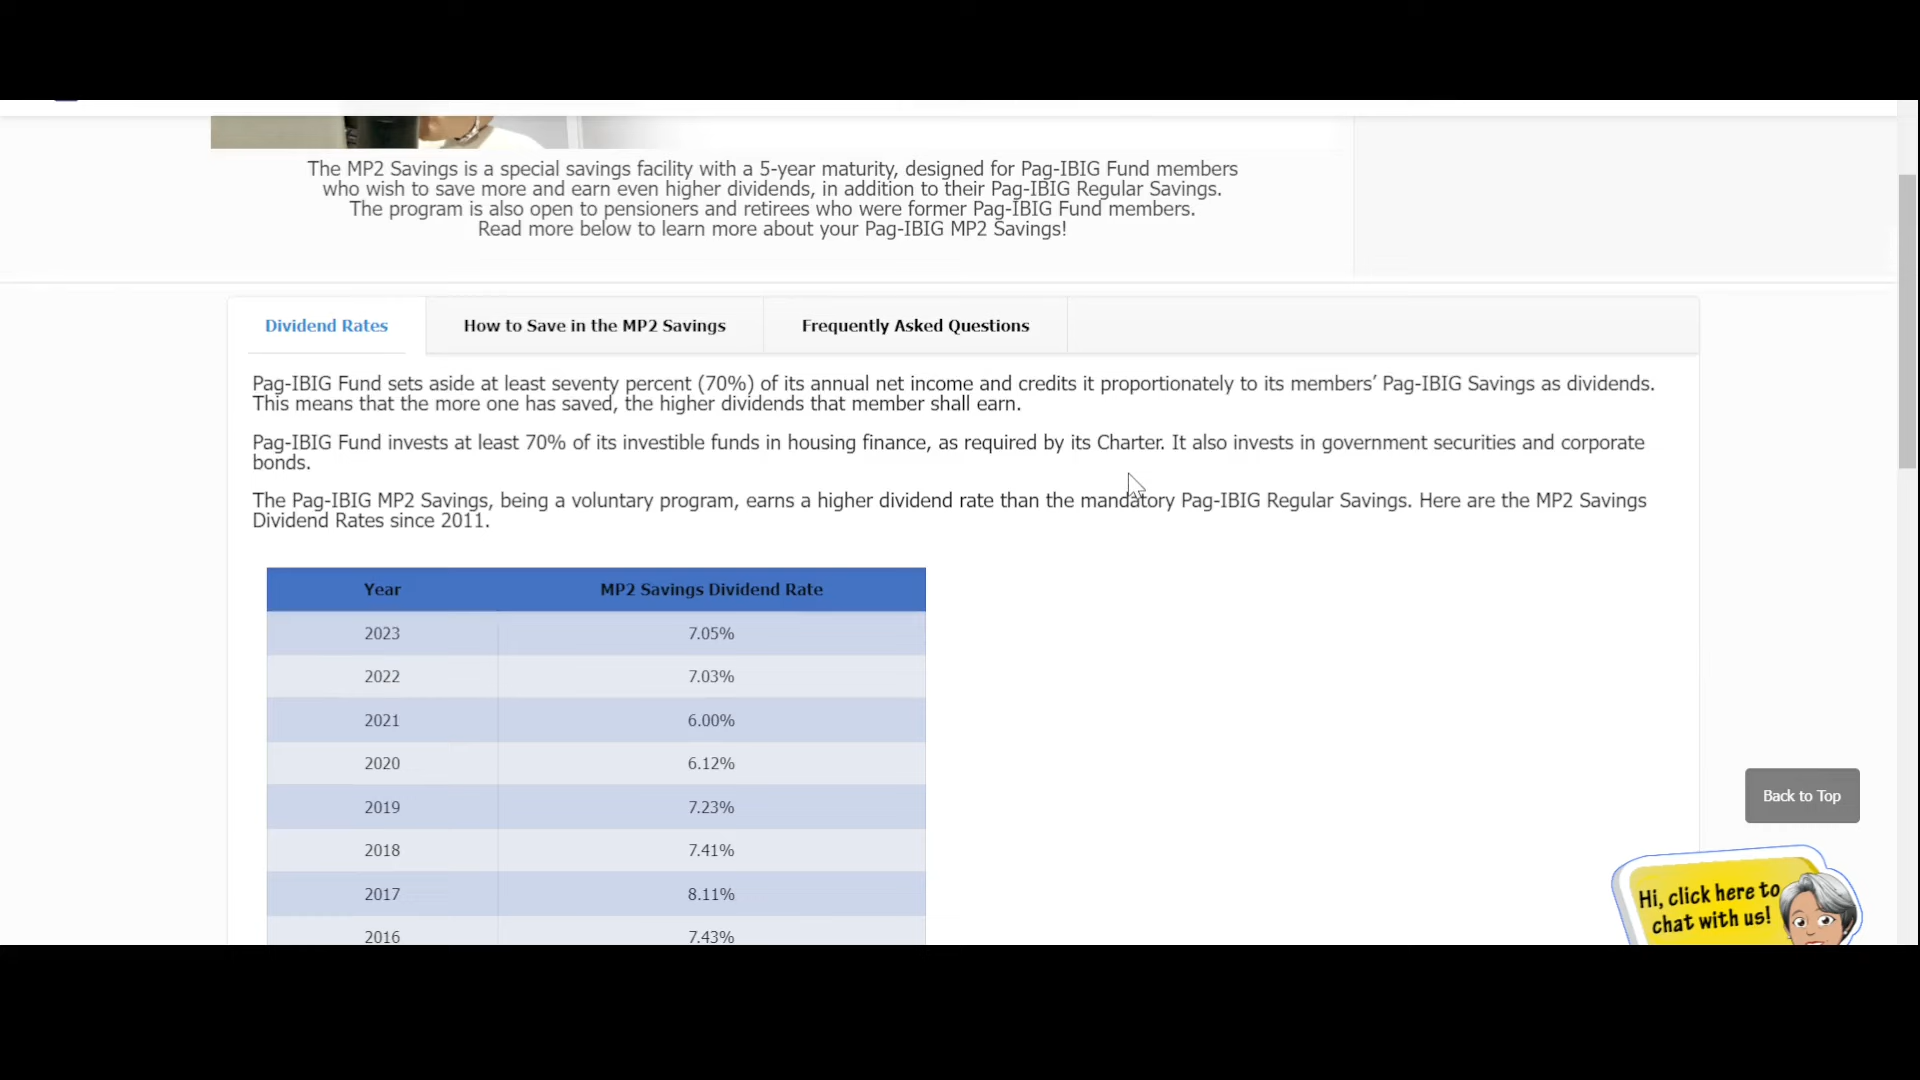 The MP2 Savings is a special savings facility with a 5-year maturity, designed for Pag-IBIG Fund members
who wish to save more and earn even higher dividends, in addition to their Pag-IBIG Regular Savings.
The program is also open to pensioners and retirees who were former Pag-IBIG Fund members.
Read more below to learn more about your Pag-IBIG MP2 Savings!
Dividend Rates
How to Save in the MP2 Savings
Frequently Asked Questions
Pag-IBIG Fund sets aside at least seventy percent (70%) of its annual net income and credits it proportionately to its members’ Pag-IBIG Savings as dividends.
This means that the more one has saved, the higher dividends that member shall earn.
Pag-IBIG Fund invests at least 70% of its investible funds in housing finance, as required by its Charter. It also invests in government securities and corporate
bonds.
The Pag-IBIG MP2 Savings, being a voluntary program, earns a higher dividend rate than the mandatory Pag-IBIG Regular Savings. Here are the MP2 Savings
Dividend Rates since 2011.
Year MP2 Savings Dividend Rate
2023 7.05%
2022 7.03%
2021 6.00%
2020 6.12%
2019 7.23%
2018 7.41%
2017 8.11%
2016 7.43%
Back to Top
Hi, click here to
chat with us!